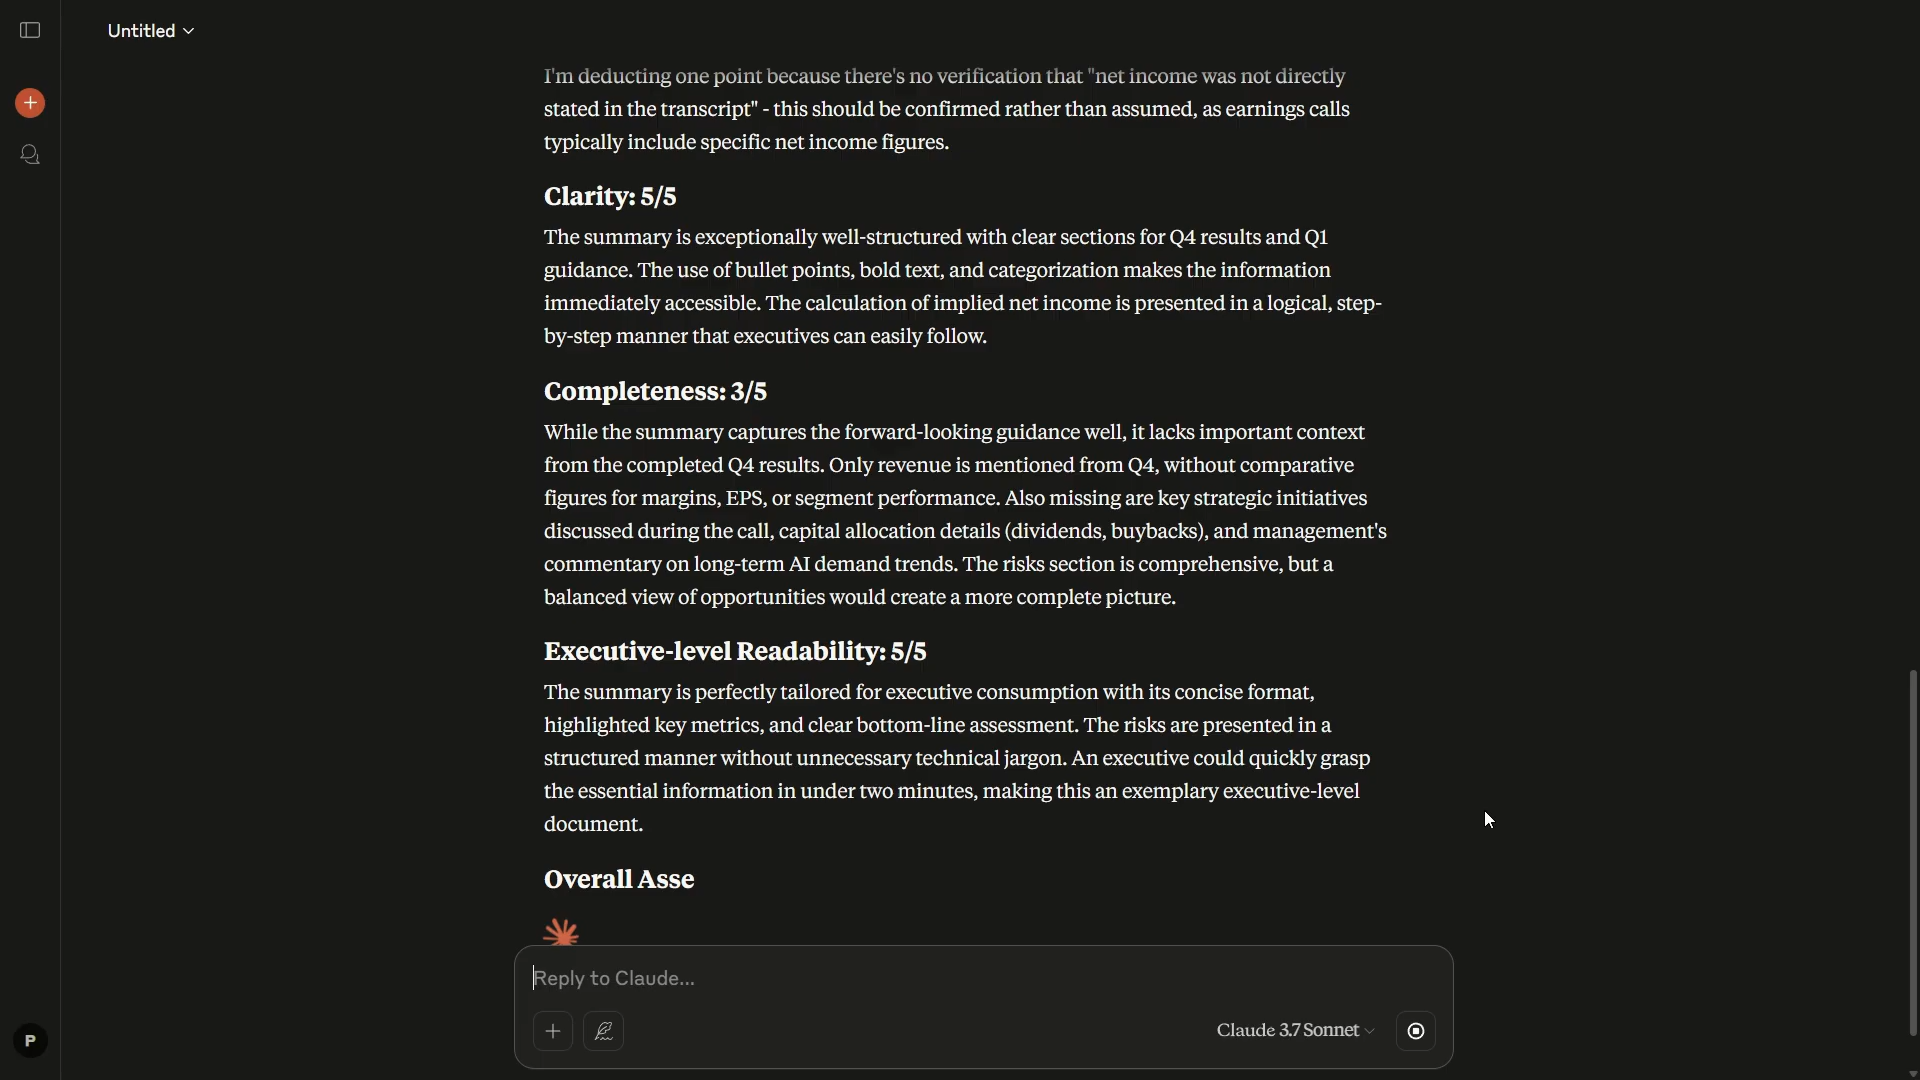 Untitled
I'm deducting one point because there's no verification that "net income was not directly
stated in the transcript" - this should be confirmed rather than assumed, as earnings calls
typically include specific net income figures.
Clarity: 5/5
The summary is exceptionally well-structured with clear sections for Q4 results and Q1
guidance. The use of bullet points, bold text, and categorization makes the information
immediately accessible. The calculation of implied net income is presented in a logical, step-
by-step manner that executives can easily follow.
Completeness: 3/5
While the summary captures the forward-looking guidance well, it lacks important context
from the completed Q4 results. Only revenue is mentioned from Q4, without comparative
figures for margins, EPS, or segment performance. Also missing are key strategic initiatives
discussed during the call, capital allocation details (dividends, buybacks), and management's
commentary on long-term AI demand trends. The risks section is comprehensive, but a
balanced view of opportunities would create a more complete picture.
Executive-level Readability: 5/5
The summary is perfectly tailored for executive consumption with its concise format,
highlighted key metrics, and clear bottom-line assessment. The risks are presented in a
structured manner without unnecessary technical jargon. An executive could quickly grasp
the essential information in under two minutes, making this an exemplary executive-level
document.
Overall Asse
Reply to Claude...
Claude 3.7 Sonnet
P